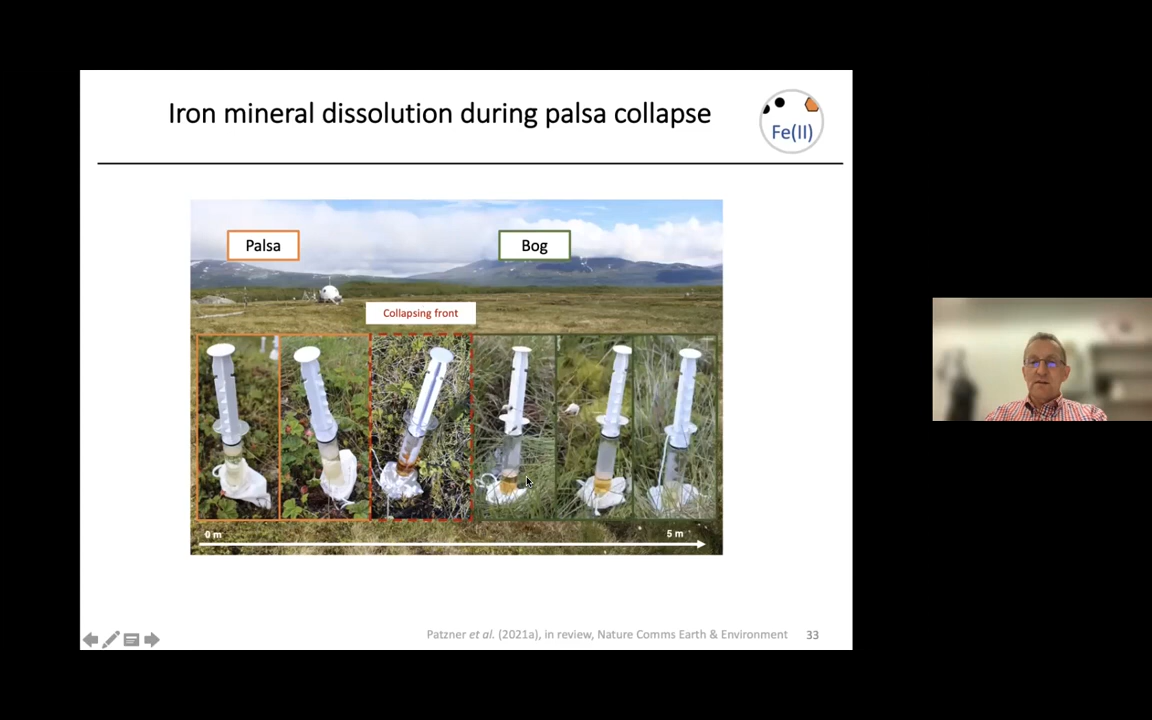 Iron mineral dissolution during palsa collapse
Fe(II)
Palsa
Bog
Collapsing front
0 m
5 m
Patzner et al. (2021a), in review, Nature Comms Earth & Environment
33